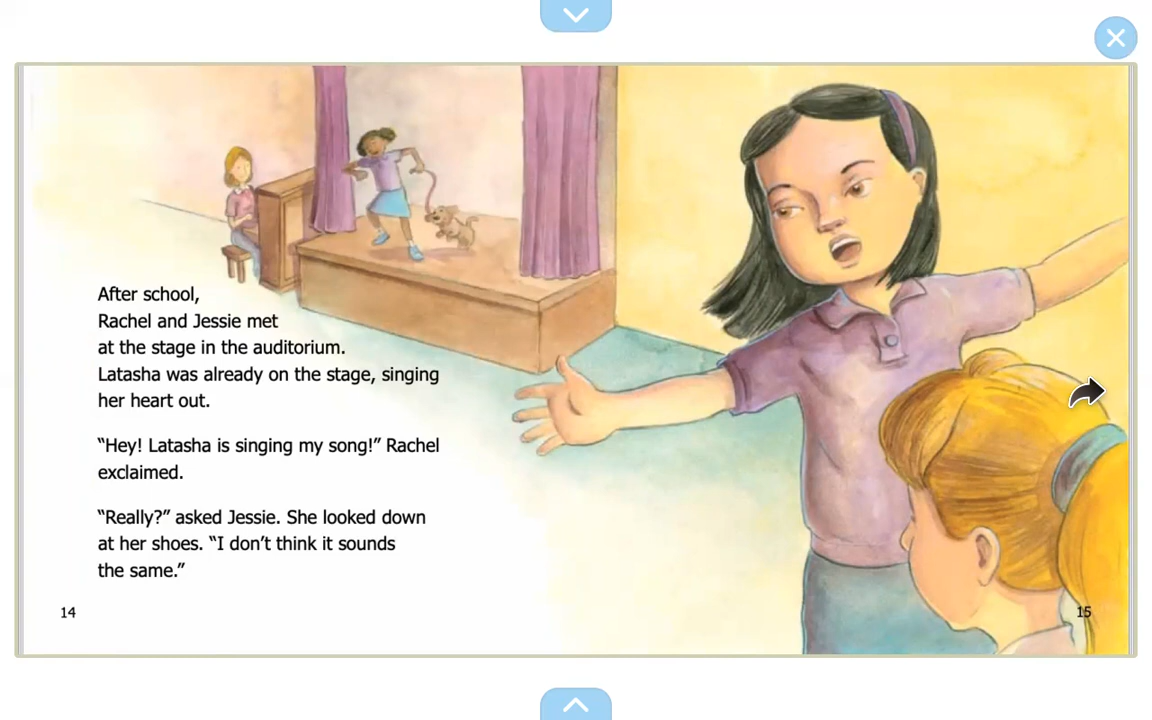 After school,
Rachel and Jessie met
at the stage in the auditorium.
Latasha was already on the stage, singing
her heart out.
“Hey! Latasha is singing my song!” Rachel
exclaimed.
“Really?” asked Jessie. She looked down
at her shoes. “I don’t think it sounds
the same.”
14
15